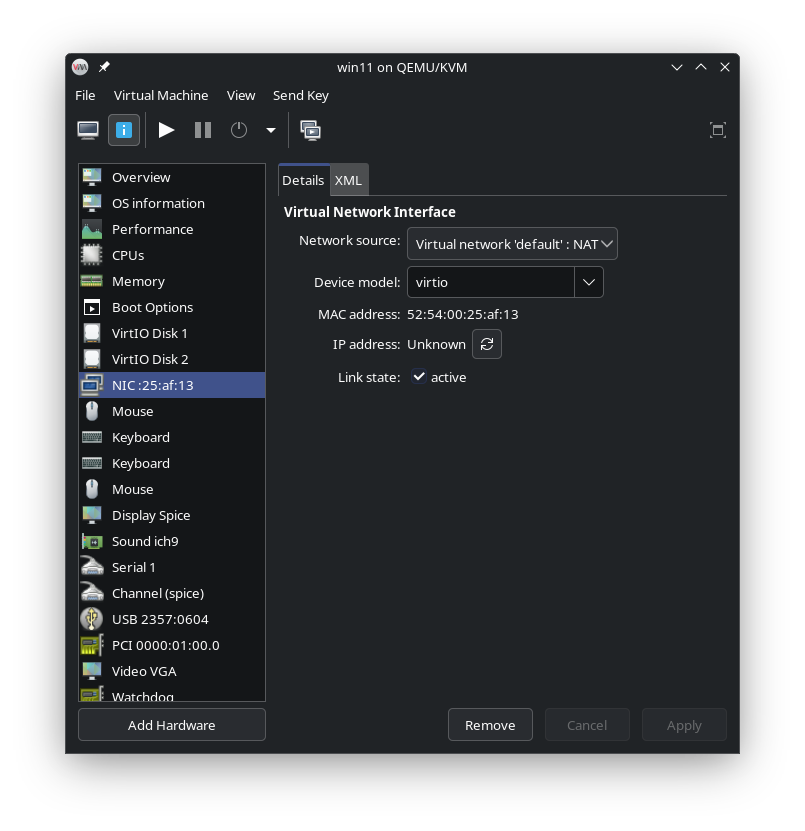 win11 on QEMU/KVM
File Virtual Machine View Send Key
Overview
OS information
Performance
CPUs
Memory
Boot Options
VirtIO Disk 1
VirtIO Disk 2
NIC :25:af:13
Mouse
Keyboard
Keyboard
Mouse
Display Spice
Sound ich9
Serial 1
Channel (spice)
USB 2357:0604
PCI 0000:01:00.0
Video VGA
Watchdog
Add Hardware
Details XML
Virtual Network Interface
Network source: Virtual network 'default' : NAT
Device model: virtio
MAC address: 52:54:00:25:af:13
IP address: Unknown
Link state: active
Remove Cancel Apply